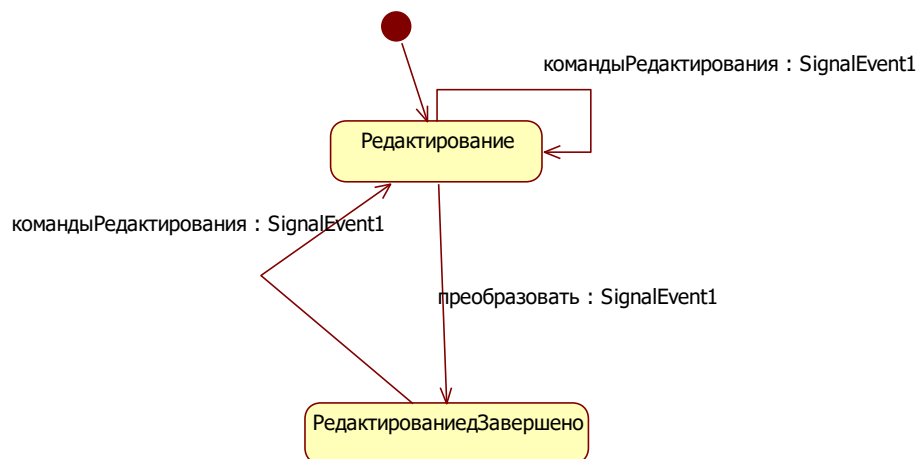 командыРедактирования : SignalEvent1
Редактирование
командыРедактирования : SignalEvent1
преобразовать : SignalEvent1
РедактированиедЗавершено